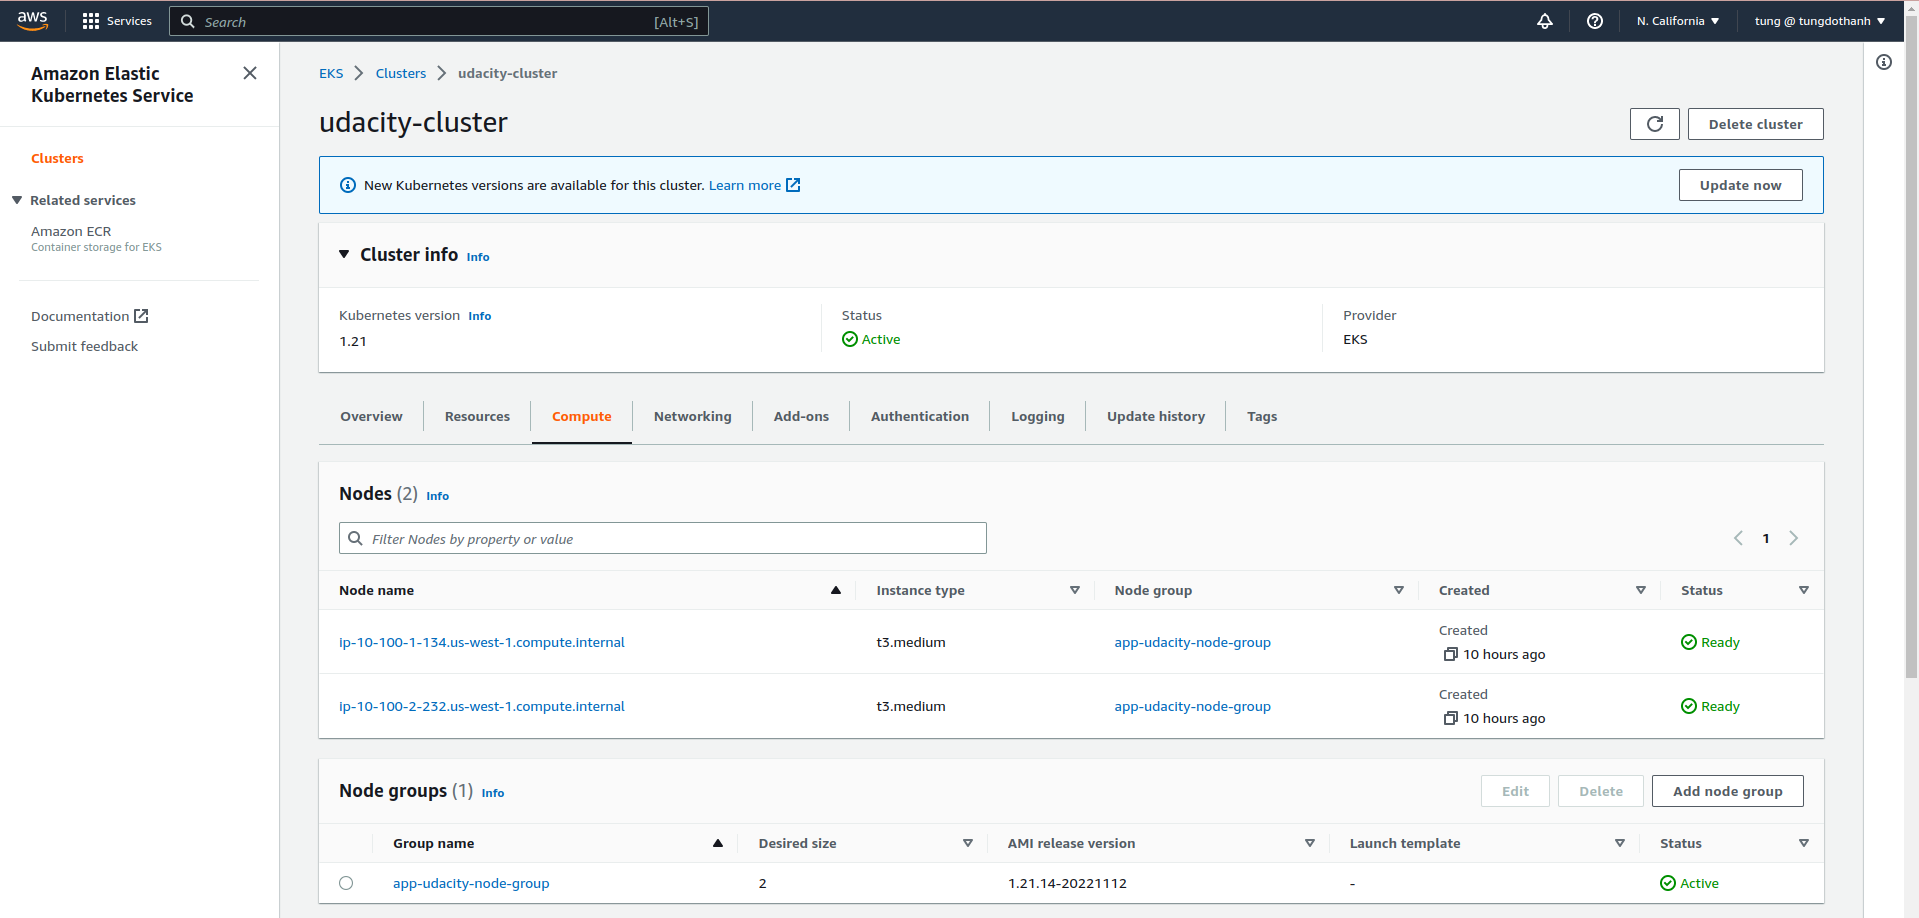 aws Services Search [Alt+S] N. California tung @ tungdothanh
Amazon Elastic
Kubernetes Service
Clusters
Related services
Amazon ECR
Container storage for EKS
Documentation
Submit feedback
EKS Clusters udacity-cluster
udacity-cluster
Delete cluster
New Kubernetes versions are available for this cluster. Learn more
Update now
Cluster info Info
Kubernetes version Info
1.21
Status
Active
Provider
EKS
Overview Resources Compute Networking Add-ons Authentication Logging Update history Tags
Nodes (2) Info
Filter Nodes by property or value
1
Node name Instance type Node group Created Status
ip-10-100-1-134.us-west-1.compute.internal t3.medium app-udacity-node-group Created 10 hours ago Ready
ip-10-100-2-232.us-west-1.compute.internal t3.medium app-udacity-node-group Created 10 hours ago Ready
Node groups (1) Info
Edit Delete Add node group
Group name Desired size AMI release version Launch template Status
app-udacity-node-group 2 1.21.14-20221112 - Active